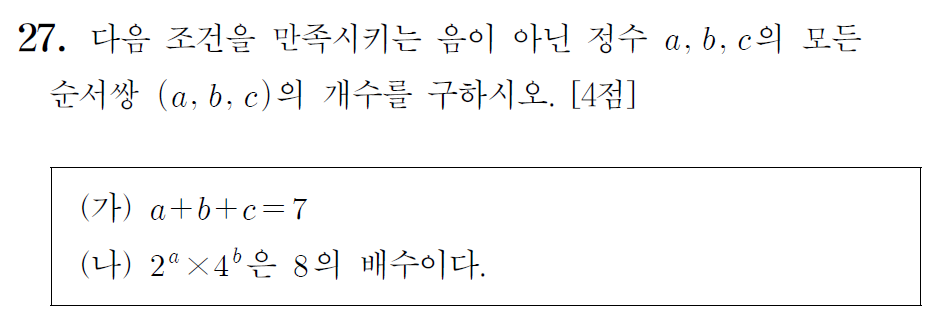 27. 다음 조건을 만족시키는 음이 아닌 정수 a, b, c의 모든
순서쌍 (a, b, c)의 개수를 구하시오. [4점]
(가) a+b+c=7
(나) 2^a×4^b은 8의 배수이다.